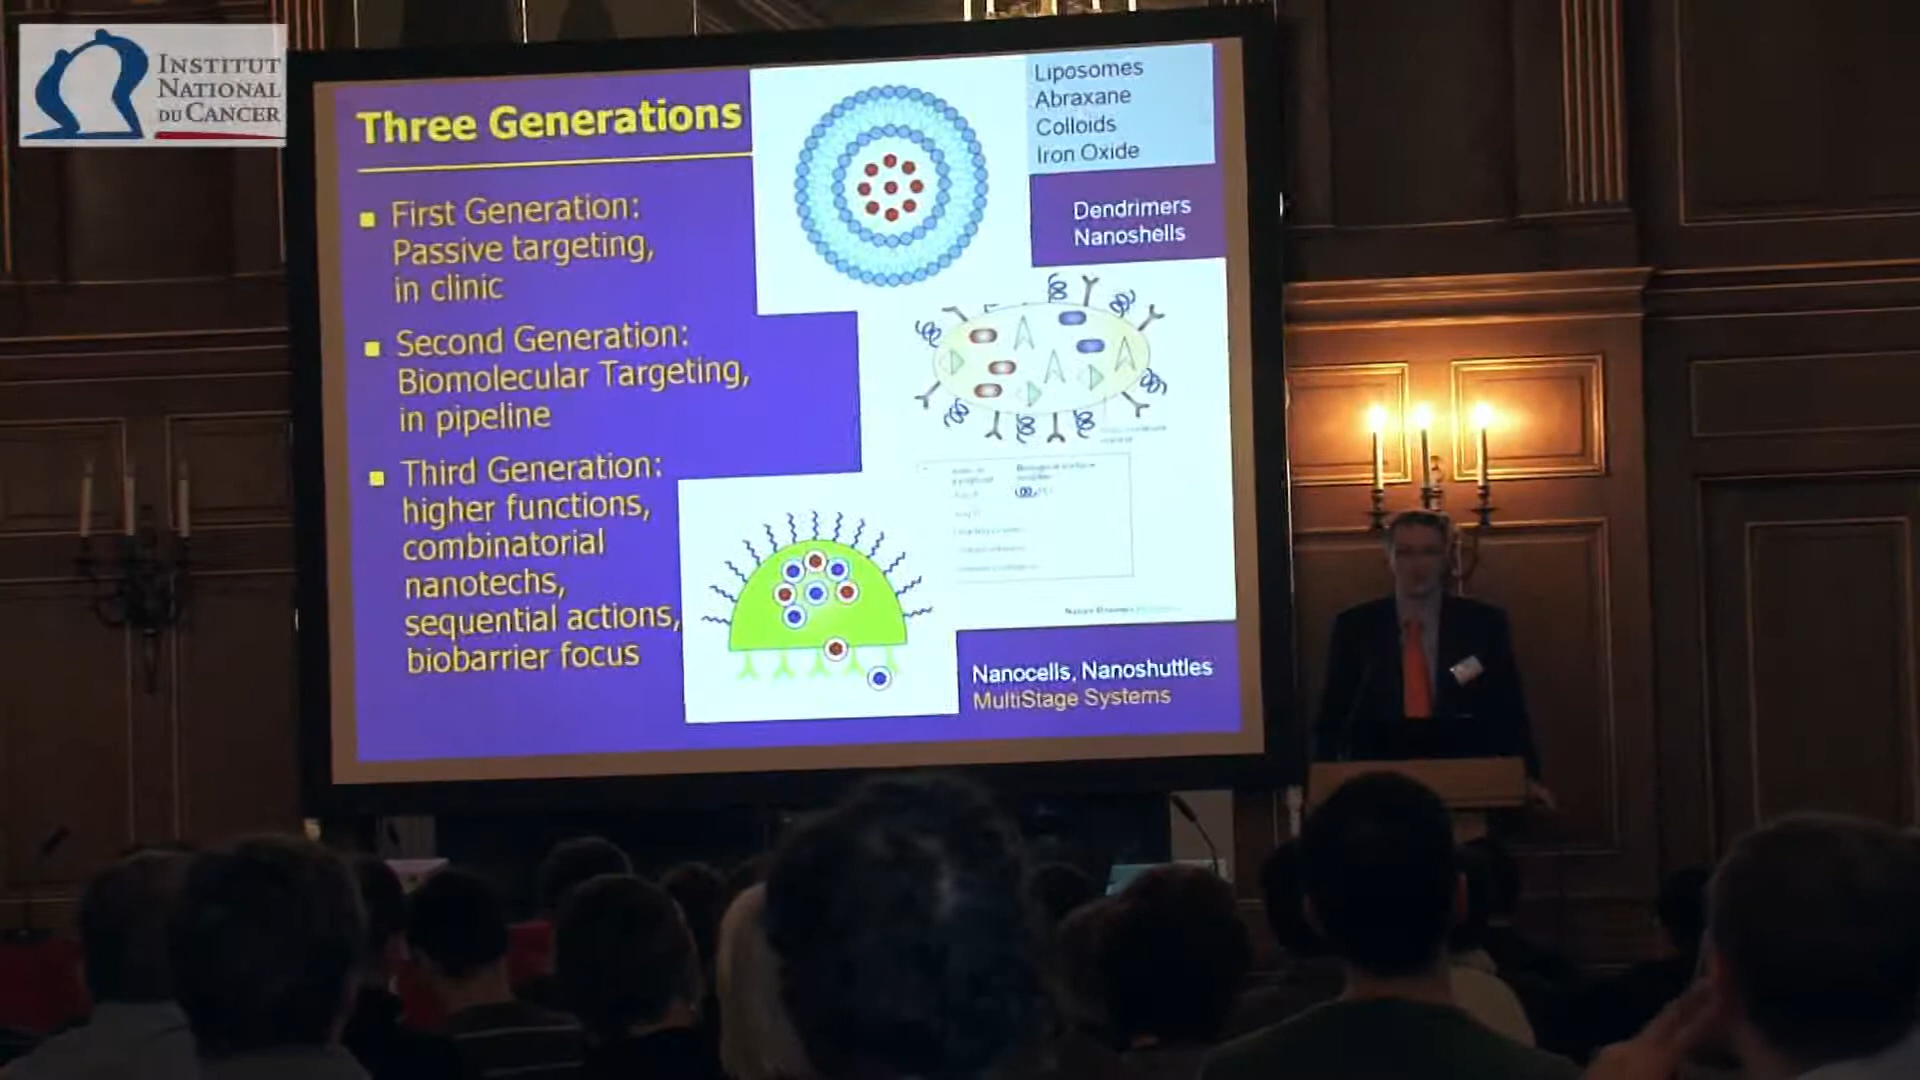 INSTITUT
NATIONAL
DU CANCER
Three Generations
First Generation:
Passive targeting,
in clinic
Second Generation:
Biomolecular Targeting,
in pipeline
Third Generation:
higher functions,
combinatorial
nanotechs,
sequential actions,
biobarrier focus
Liposomes
Abraxane
Colloids
Iron Oxide
Dendrimers
Nanoshells
Nanocells, Nanoshuttles
MultiStage Systems